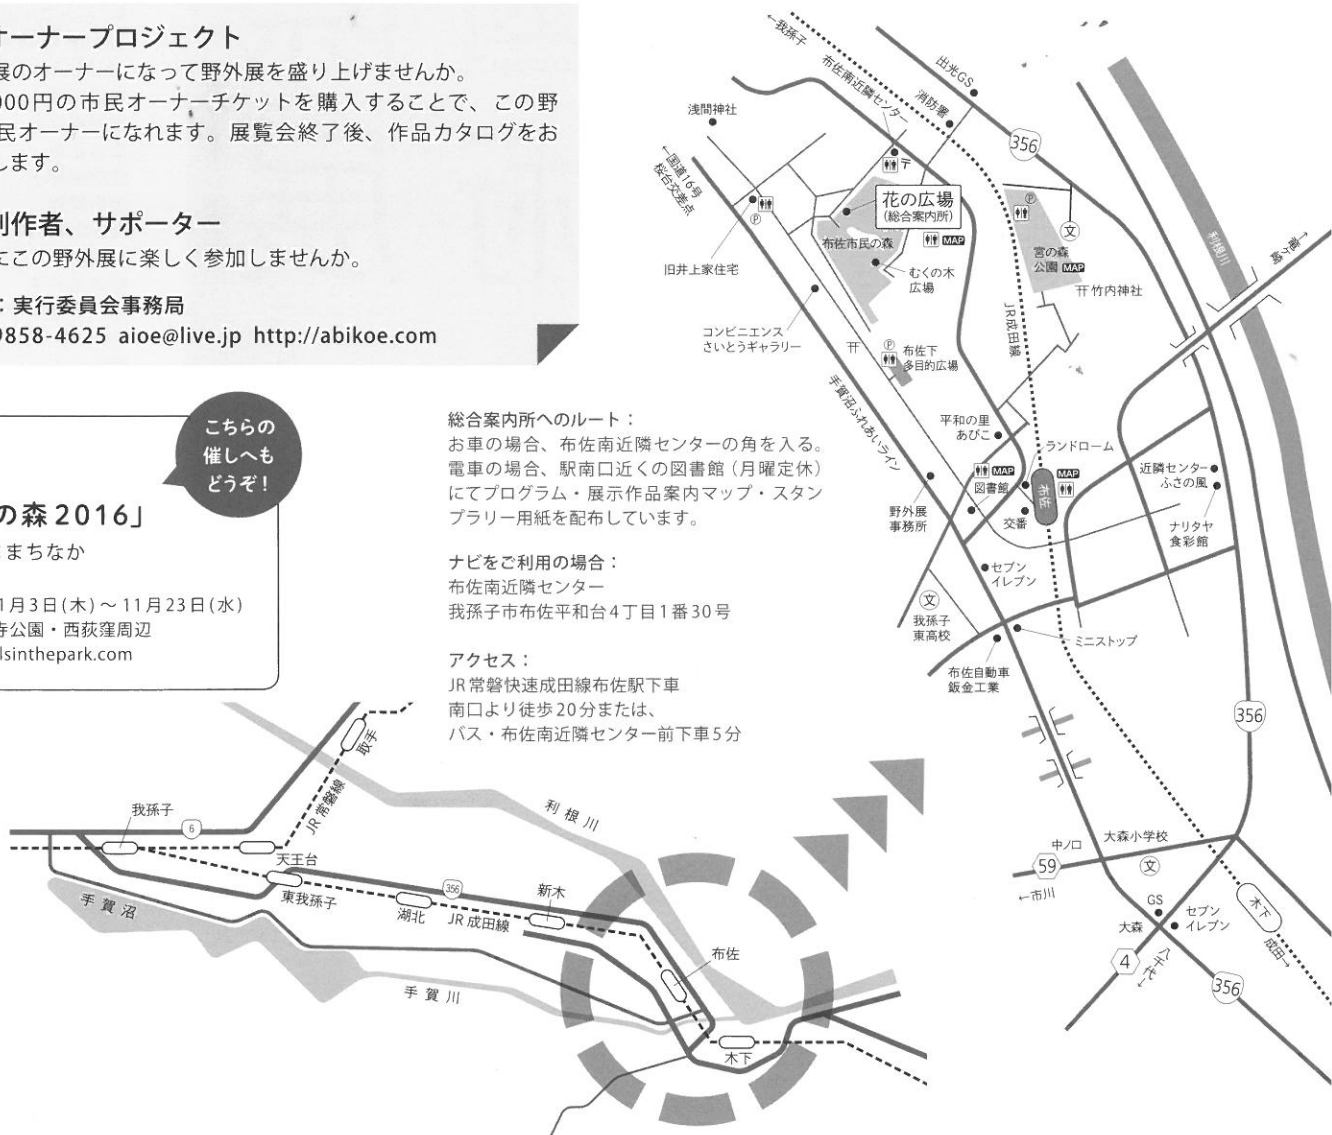 オーナープロジェクト
展のオーナーになって野外展を盛り上げませんか。
000円の市民オーナーチケットを購入することで、この野
民オーナーになれます。展覧会終了後、作品カタログをお
します。
制作者、サポーター
にこの野外展に楽しく参加しませんか。
：実行委員会事務局
9858-4625 aioe@live.jp http://abikoe.com
こちらの
催しへも
どうぞ！
の森2016」
まちなか
1月3日(木)〜11月23日(水)
寺公園・西荻窪周辺
lsinthepark.com
総合案内所へのルート：
お車の場合、布佐南近隣センターの角を入る。
電車の場合、駅南口近くの図書館（月曜定休）
にてプログラム・展示作品案内マップ・スタン
プラリー用紙を配布しています。
ナビをご利用の場合：
布佐南近隣センター
我孫子市布佐平和台4丁目1番30号
アクセス：
JR常磐快速成田線布佐駅下車
南口より徒歩20分または、
バス・布佐南近隣センター前下車5分
←我孫子
布佐南近隣センター
出光GS
消防署
356
浅間神社
←国道16号
桜台交差点
P
〒
花の広場
(総合案内所)
MAP
布佐市民の森
むくの木
広場
旧井上家住宅
P
文
宮の森
公園 MAP
竹内神社
利根川
↑竜ヶ崎
JR成田線
コンビニエンス
さいとうギャラリー
P
布佐下
多目的広場
手賀沼ふれあいライン
平和の里
あびこ
ランドローム
MAP
図書館
MAP
布佐
交番
近隣センター
ふさの風
ナリタヤ
食彩館
野外展
事務所
セブン
イレブン
文
我孫子
東高校
ミニストップ
布佐自動車
鈑金工業
356
大森小学校
中ノ口
59
文
←市川
GS
セブン
イレブン
大森
4
八千代→
356
木下
成田→
取手
JR常磐線
我孫子
6
天王台
東我孫子
手賀沼
356
湖北
JR成田線
新木
利根川
布佐
手賀川
木下